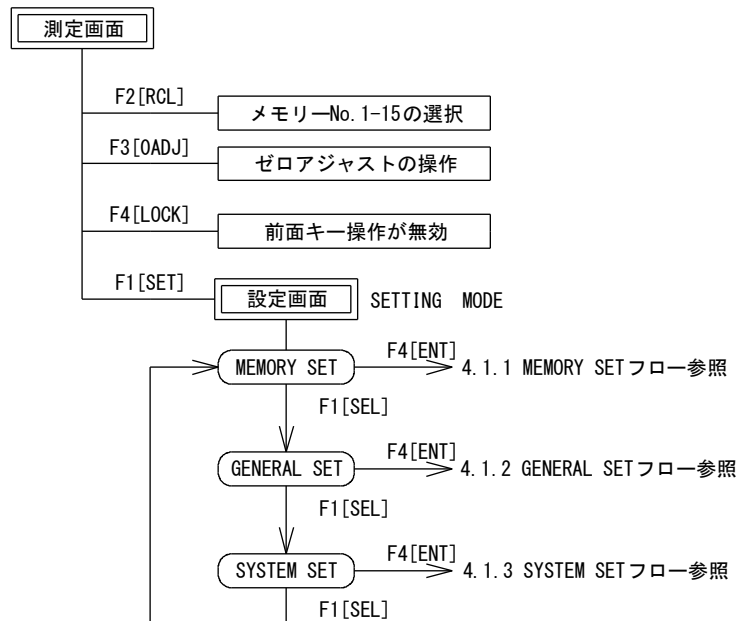 測定画面
F2[RCL]
メモリーNo.1-15の選択
F3[0ADJ]
ゼロアジャストの操作
F4[LOCK]
前面キー操作が無効
F1[SET]
設定画面 SETTING MODE
MEMORY SET
F4[ENT]
4.1.1 MEMORY SETフロー参照
F1[SEL]
GENERAL SET
F4[ENT]
4.1.2 GENERAL SETフロー参照
F1[SEL]
SYSTEM SET
F4[ENT]
4.1.3 SYSTEM SETフロー参照
F1[SEL]